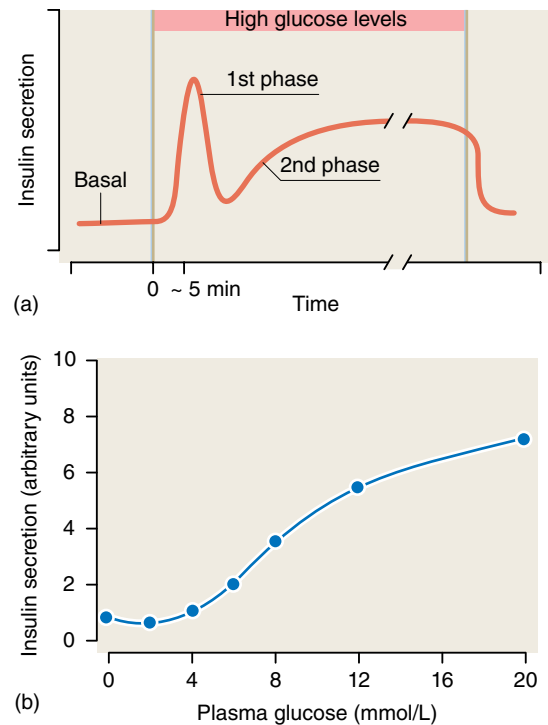 High glucose levels
1st phase
2nd phase
Basal
Insulin secretion
0 ~ 5 min
Time
(a)
Insulin secretion (arbitrary units)
10
8
6
4
2
0
0 4 8 12 16 20
Plasma glucose (mmol/L)
(b)